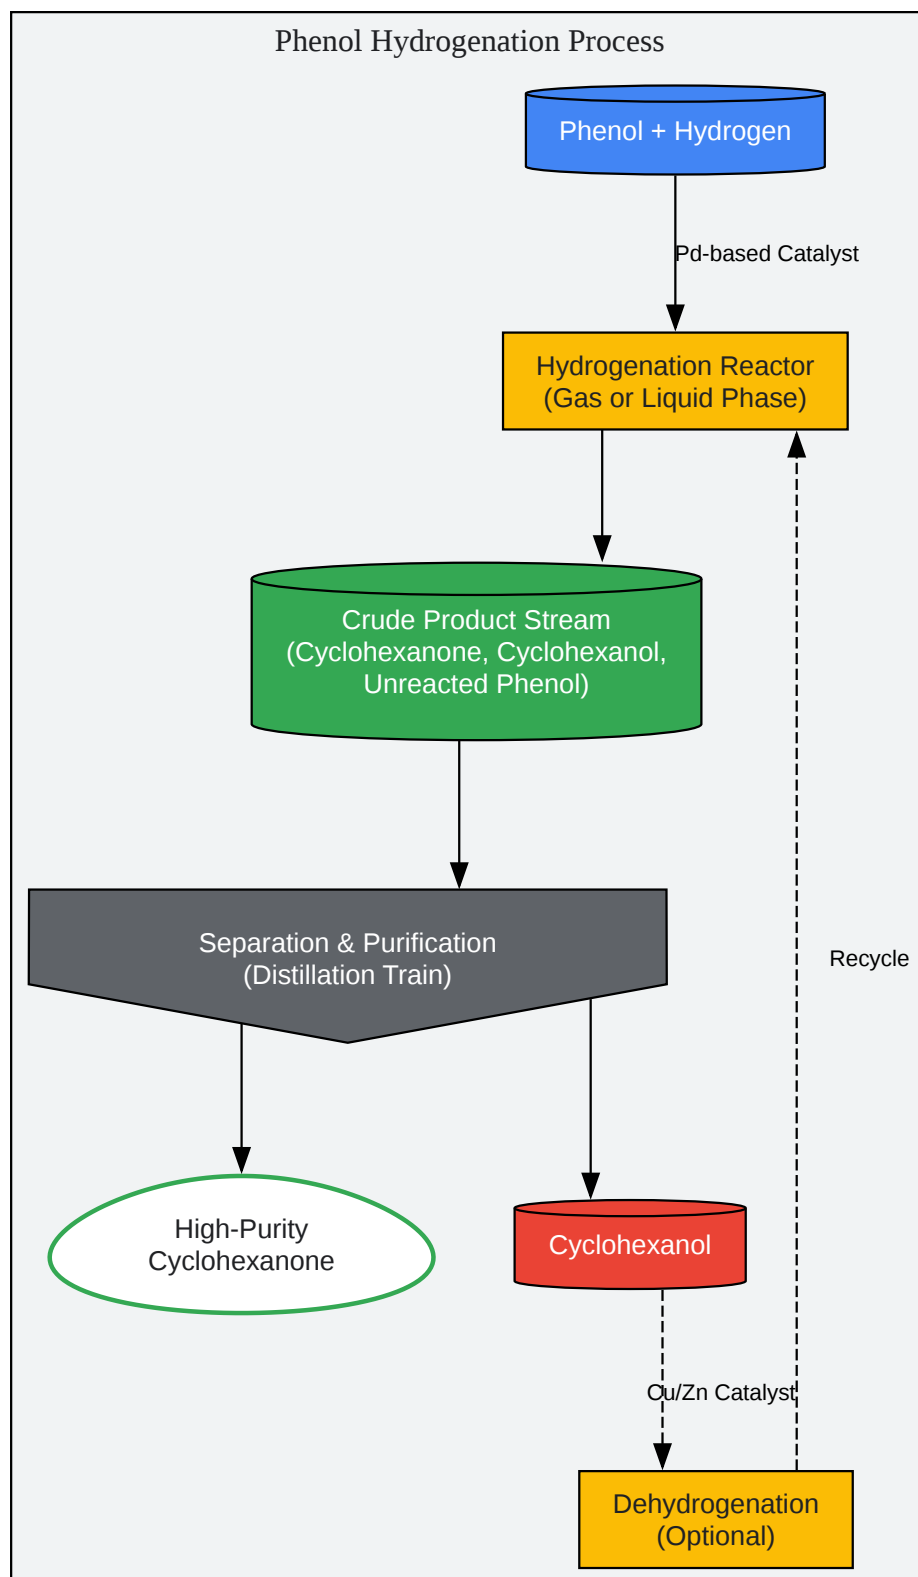 Phenol Hydrogenation Process
Phenol + Hydrogen
Pd-based Catalyst
Hydrogenation Reactor
(Gas or Liquid Phase)
Crude Product Stream
(Cyclohexanone, Cyclohexanol,
Unreacted Phenol)
Separation & Purification
(Distillation Train)
Recycle
High-Purity
Cyclohexanone
Cyclohexanol
Cu/Zn Catalyst
Dehydrogenation
(Optional)